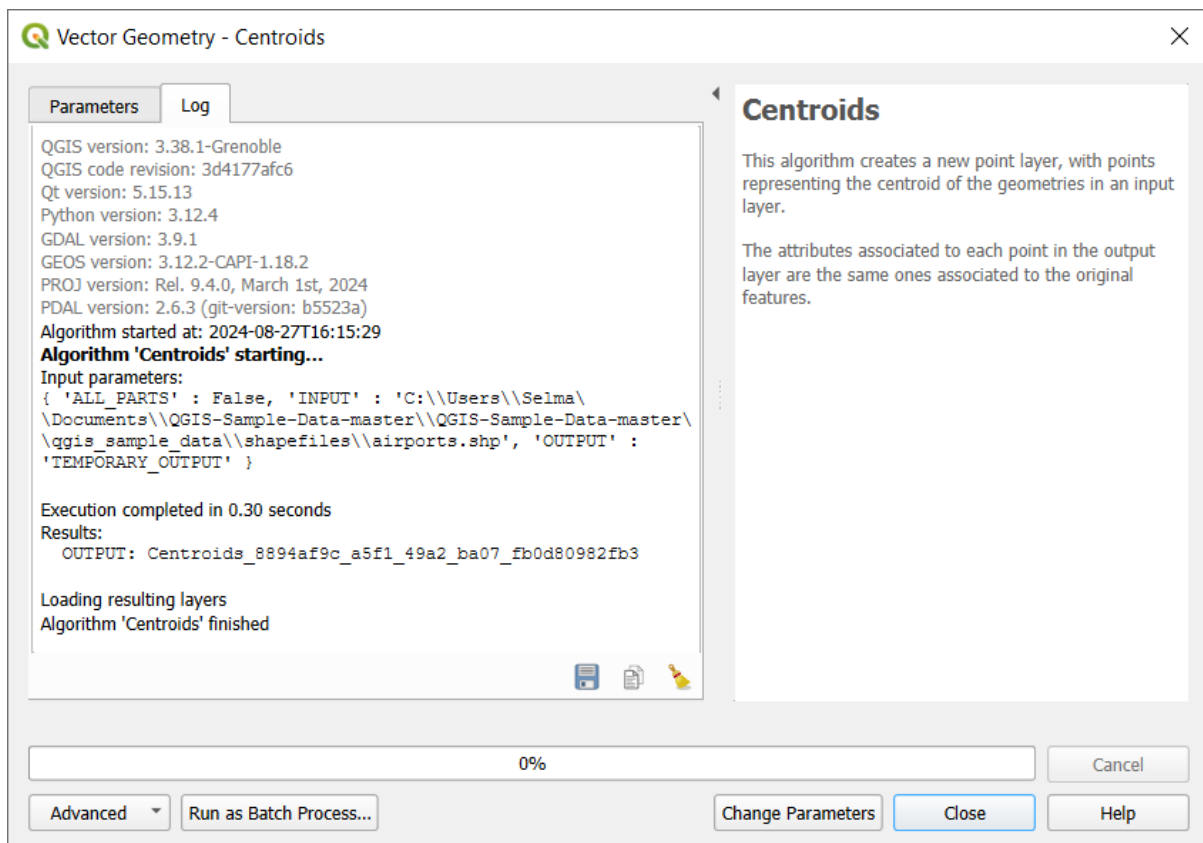 Vector Geometry - Centroids
Parameters
Log
QGIS version: 3.38.1-Grenoble
QGIS code revision: 3d4177afc6
Qt version: 5.15.13
Python version: 3.12.4
GDAL version: 3.9.1
GEOS version: 3.12.2-CAPI-1.18.2
PROJ version: Rel. 9.4.0, March 1st, 2024
PDAL version: 2.6.3 (git-version: b5523a)
Algorithm started at: 2024-08-27T16:15:29
Algorithm 'Centroids' starting…
Input parameters:
{ 'ALL_PARTS' : False, 'INPUT' : 'C:\\Users\\Selma\
\Documents\\QGIS-Sample-Data-master\\QGIS-Sample-Data-master\
\qgis_sample_data\\shapefiles\\airports.shp', 'OUTPUT' :
'TEMPORARY_OUTPUT' }
Execution completed in 0.30 seconds
Results:
OUTPUT: Centroids_8894af9c_a5f1_49a2_ba07_fb0d80982fb3
Loading resulting layers
Algorithm 'Centroids' finished
Centroids
This algorithm creates a new point layer, with points
representing the centroid of the geometries in an input
layer.
The attributes associated to each point in the output
layer are the same ones associated to the original
features.
0%
Cancel
Advanced
Run as Batch Process…
Change Parameters
Close
Help